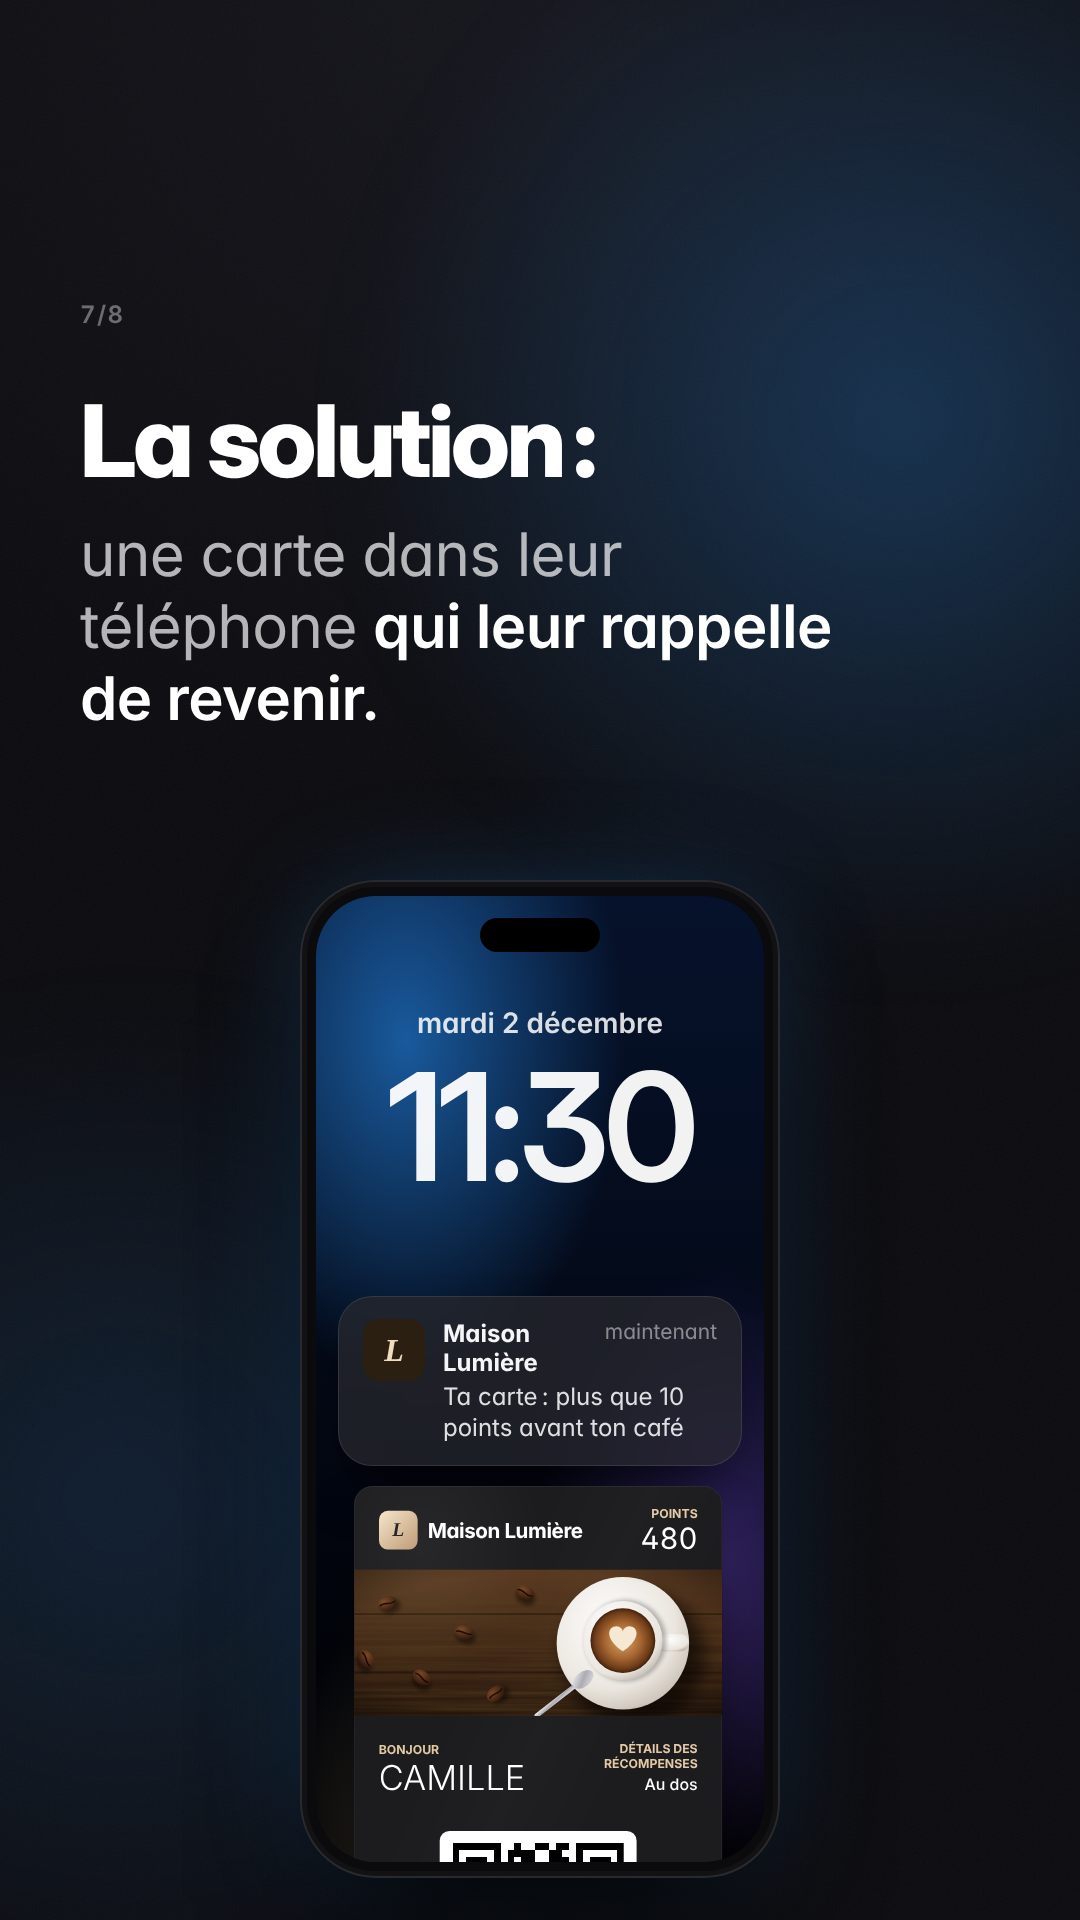 7/8
La solution :
une carte dans leur
téléphone qui leur rappelle
de revenir.
mardi 2 décembre
11:30
L
Maison
Lumière
maintenant
Ta carte : plus que 10
points avant ton café
L
Maison Lumière
POINTS
480
BONJOUR
CAMILLE
DÉTAILS DES
RÉCOMPENSES
Au dos